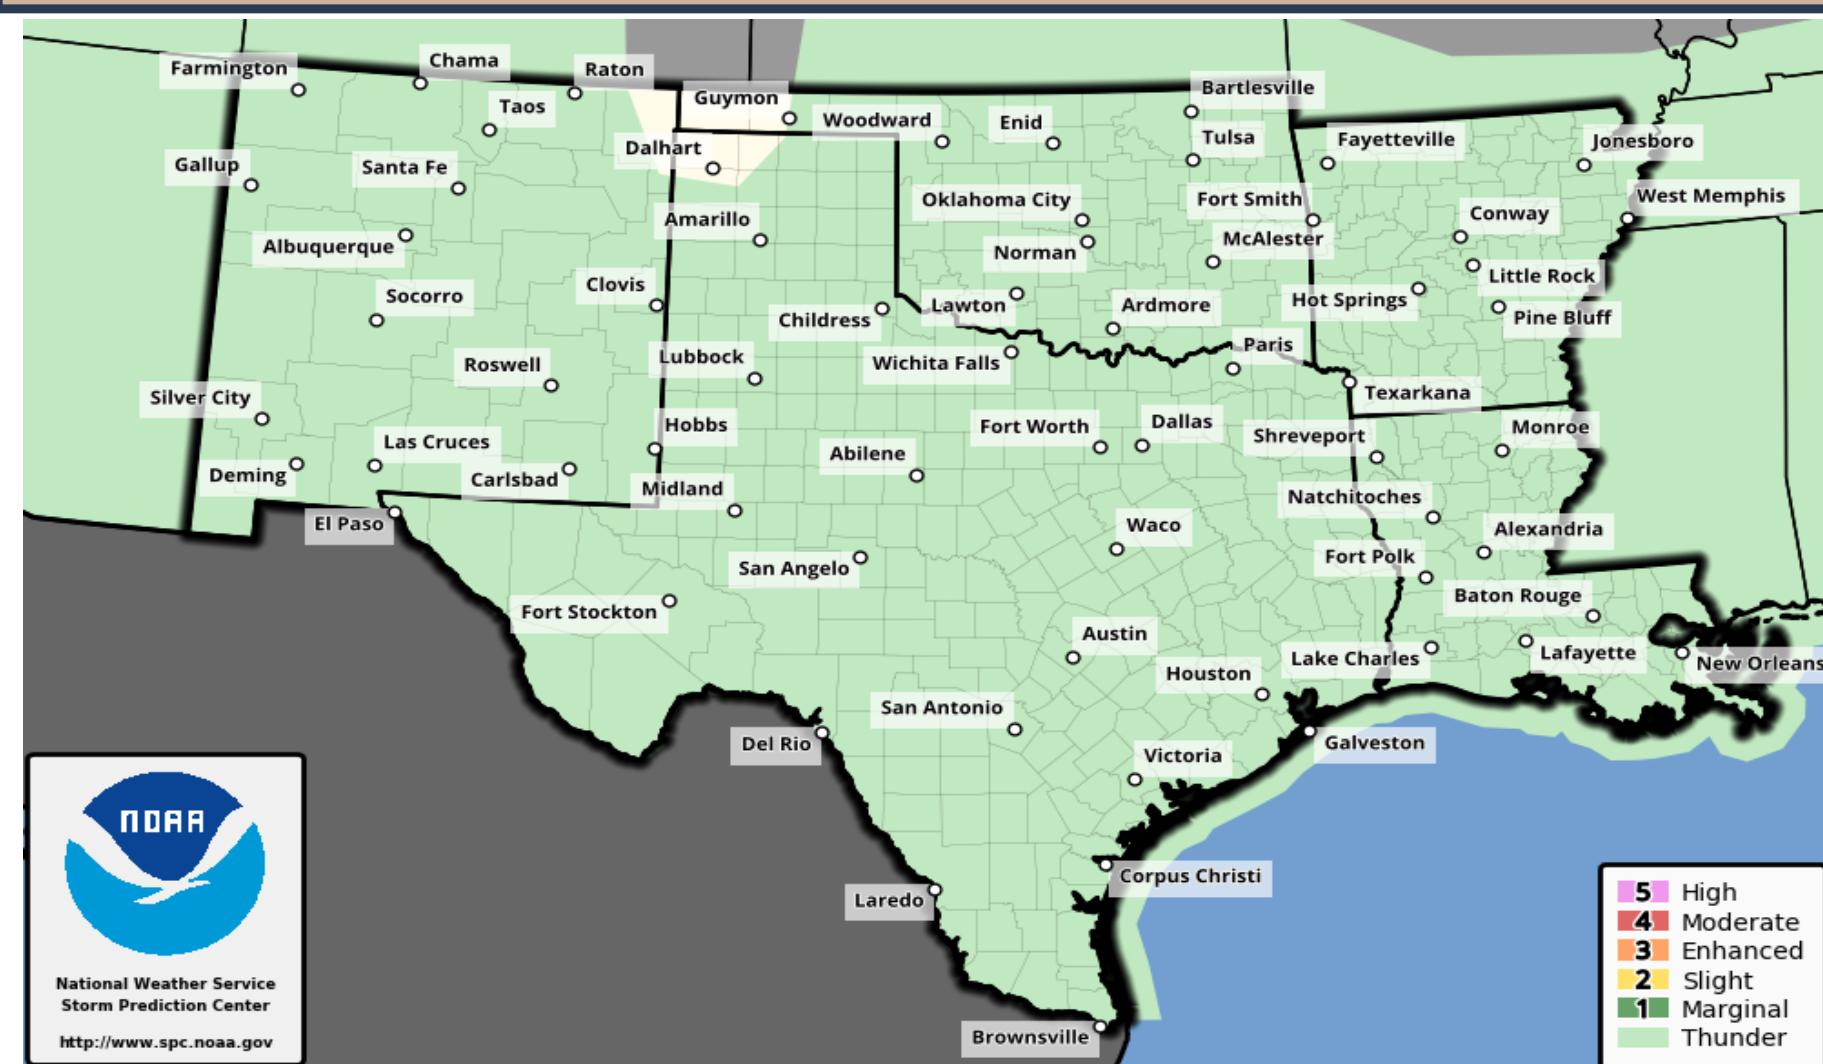 Farmington
Chama
Raton
Taos
Guymon
Bartlesville
Woodward
Enid
Tulsa
Fayetteville
Jonesboro
Gallup
Santa Fe
Dalhart
Oklahoma City
Fort Smith
West Memphis
Amarillo
Conway
Albuquerque
Norman
McAlester
Little Rock
Socorro
Clovis
Childress
Lawton
Ardmore
Hot Springs
Pine Bluff
Roswell
Lubbock
Wichita Falls
Paris
Silver City
Texarkana
Las Cruces
Hobbs
Fort Worth
Dallas
Shreveport
Monroe
Deming
Carlsbad
Midland
Abilene
Natchitoches
El Paso
Waco
Alexandria
San Angelo
Fort Polk
Fort Stockton
Baton Rouge
Austin
Lake Charles
Lafayette
New Orleans
Houston
San Antonio
Del Rio
Victoria
Galveston
Laredo
Corpus Christi
Brownsville
NOAA
National Weather Service
Storm Prediction Center
http://www.spc.noaa.gov
5 High
4 Moderate
3 Enhanced
2 Slight
1 Marginal
Thunder